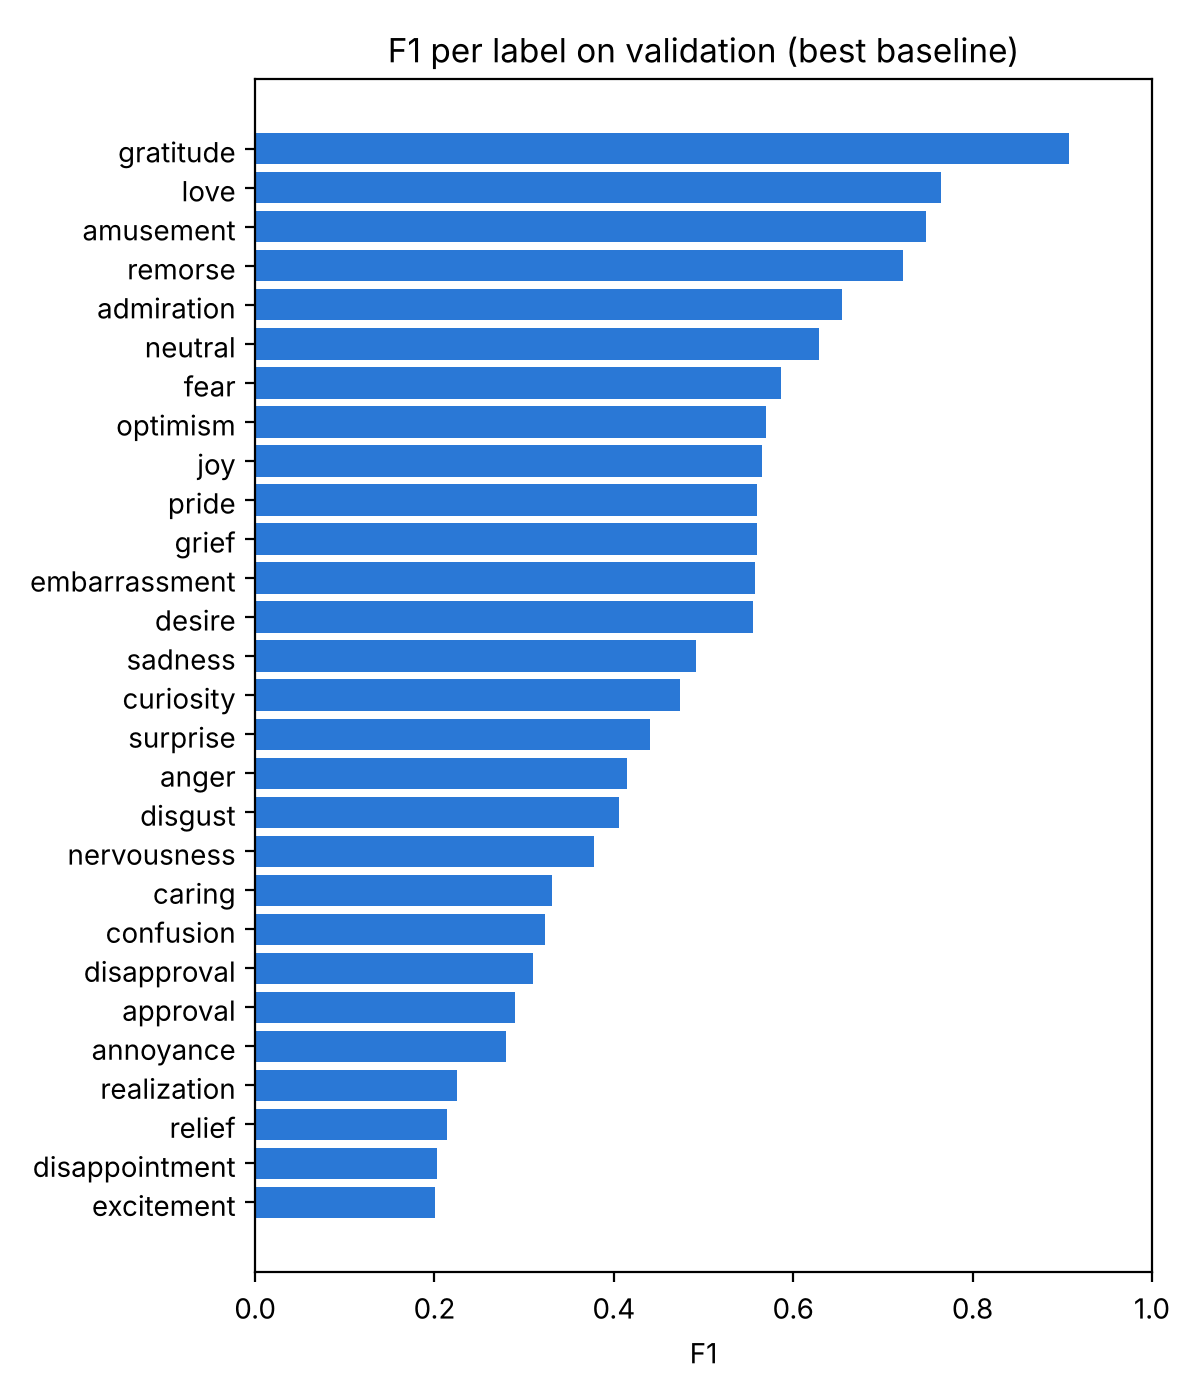 F1 per label on validation (best baseline)
gratitude
love
amusement
remorse
admiration
neutral
fear
optimism
joy
pride
grief
embarrassment
desire
sadness
curiosity
surprise
anger
disgust
nervousness
caring
confusion
disapproval
approval
annoyance
realization
relief
disappointment
excitement
0.0 0.2 0.4 0.6 0.8 1.0
F1